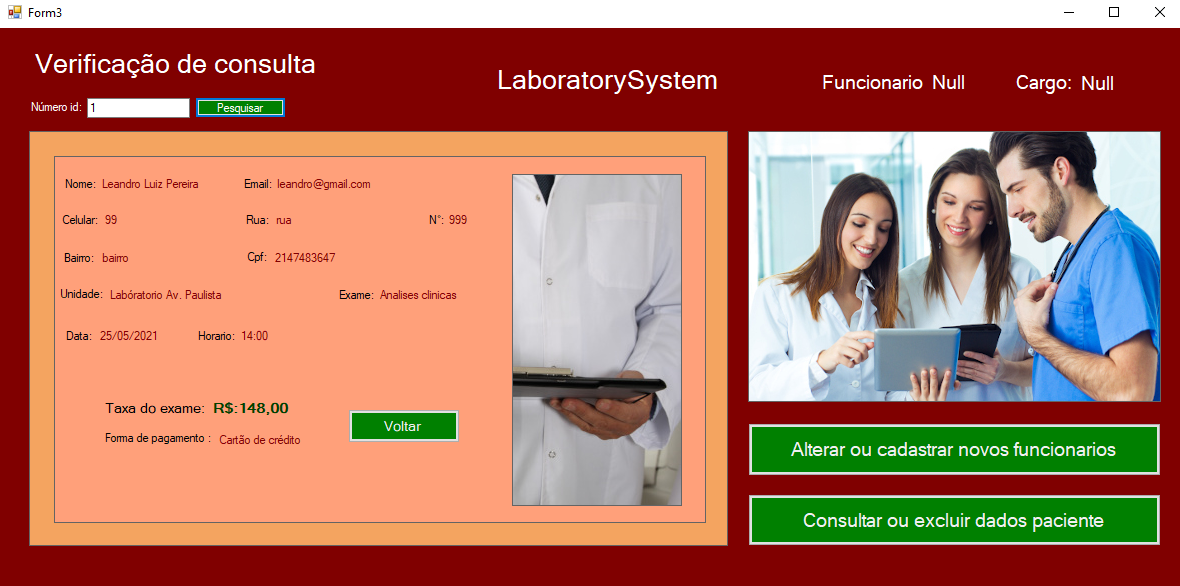 Form3
Verificação de consulta
LaboratorySystem
Funcionario Null
Cargo: Null
Número id: 1 Pesquisar
Nome: Leandro Luiz Pereira Email: leandro@gmail.com
Celular: 99 Rua: rua N°: 999
Bairro: bairro Cpf: 2147483647
Unidade: Labóratorio Av. Paulista Exame: Analises clinicas
Data: 25/05/2021 Horario: 14:00
Taxa do exame: R$:148,00
Forma de pagamento : Cartão de crédito
Voltar
Alterar ou cadastrar novos funcionarios
Consultar ou excluir dados paciente